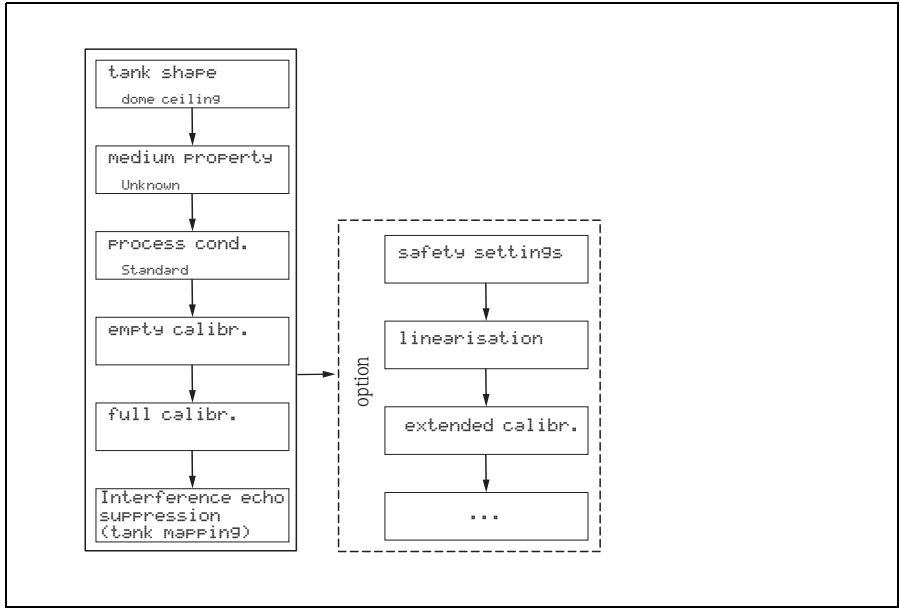 tank shape
dome ceiling
medium property
Unknown
process cond.
Standard
empty calibr.
full calibr.
Interference echo
suppression
(tank mapping)
option
safety settings
linearisation
extended calibr.
...